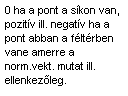 0 ha a pont a síkon van,
pozitív ill. negatív ha a
pont abban a féltérben
vane amerre a
norm.vekt. mutat ill.
ellenkezőleg.